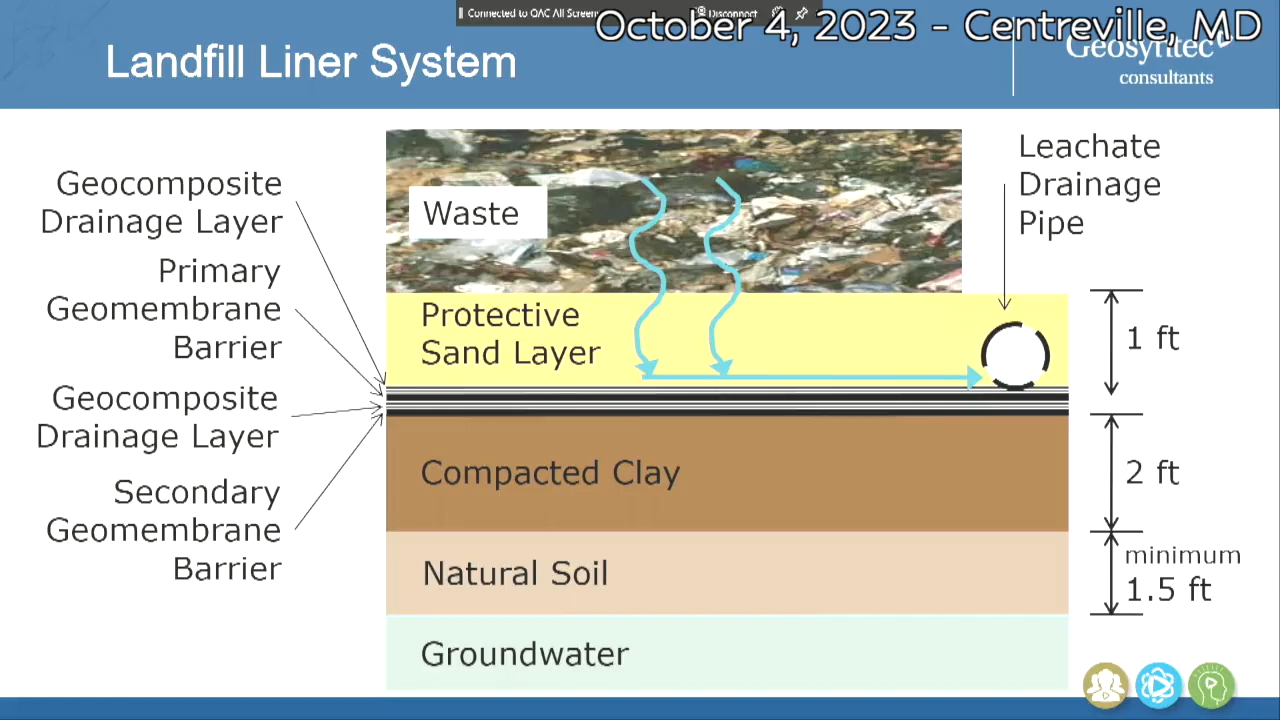 Connected to QAC All Screens
Disconnect
October 4, 2023 - Centreville, MD
Landfill Liner System
Geosyntec
consultants
Geocomposite
Drainage Layer
Primary
Geomembrane
Barrier
Geocomposite
Drainage Layer
Secondary
Geomembrane
Barrier
Waste
Protective
Sand Layer
Compacted Clay
Natural Soil
Groundwater
Leachate
Drainage
Pipe
1 ft
2 ft
minimum
1.5 ft